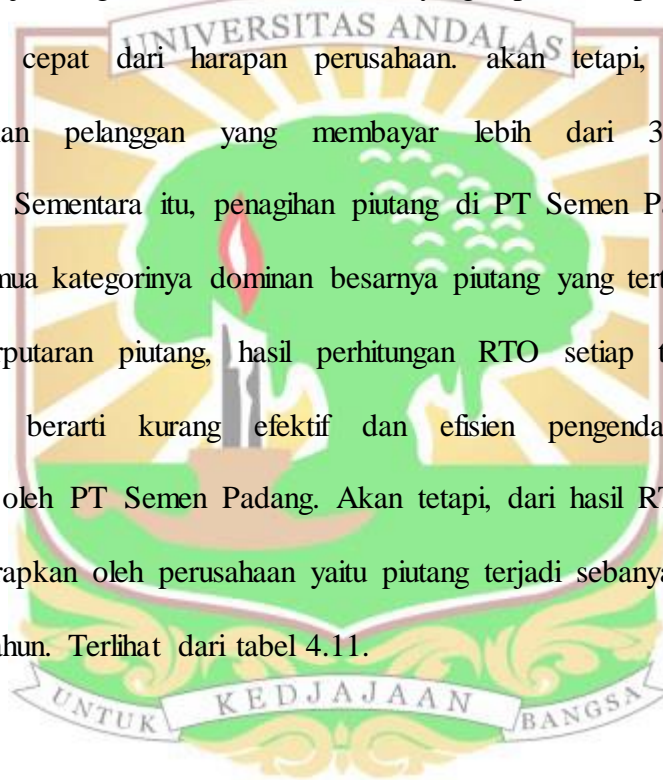 UNIVERSITAS ANDALAS
cepat dari harapan perusahaan. akan tetapi,
an pelanggan yang membayar lebih dari 3
Sementara itu, penagihan piutang di PT Semen Pa
mua kategorinya dominan besarnya piutang yang tert
rputaran piutang, hasil perhitungan RTO setiap t
berarti kurang efektif dan efisien pengenda
oleh PT Semen Padang. Akan tetapi, dari hasil RT
rapkan oleh perusahaan yaitu piutang terjadi sebanya
ahun. Terlihat dari tabel 4.11.
UNTUK KEDJAJAAN BANGSA